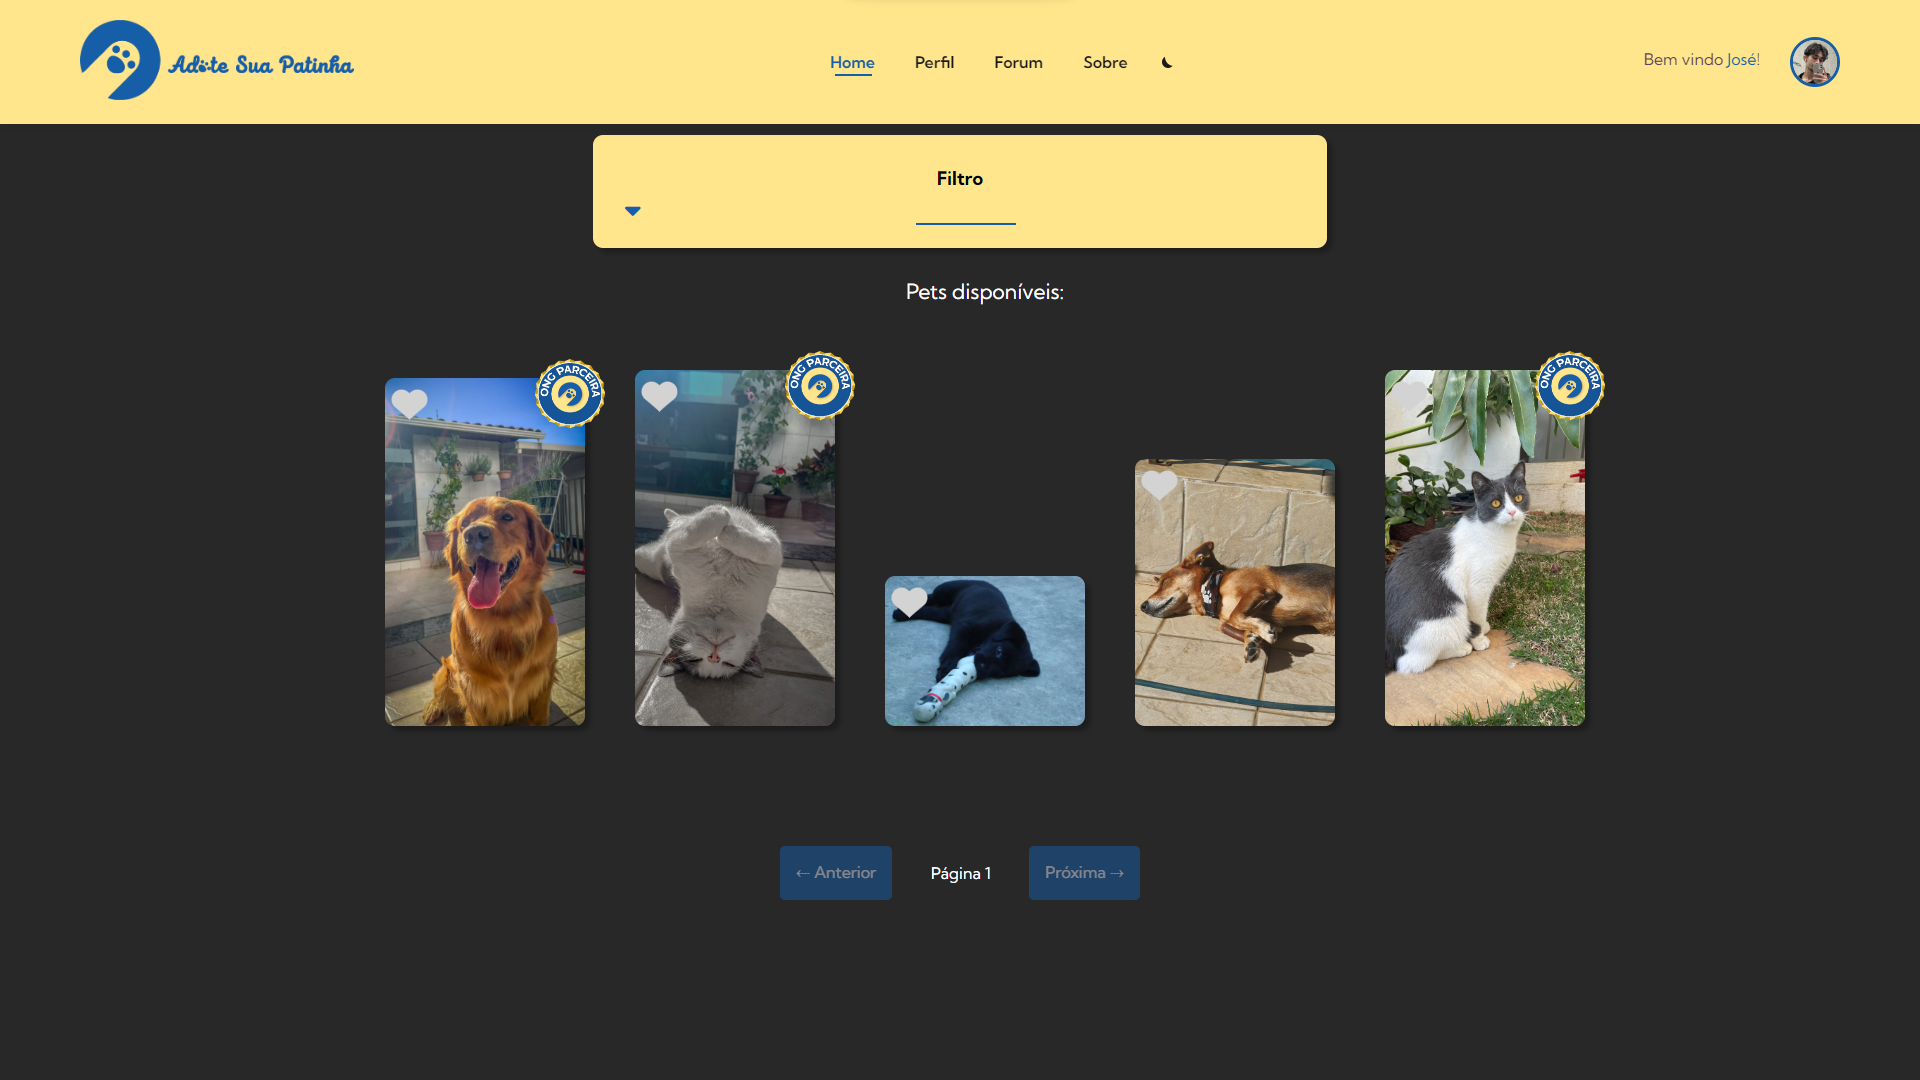 Adote Sua Patinha
Home
Perfil
Forum
Sobre
Bem vindo José!
Filtro
Pets disponíveis:
ONG PARCEIRA
ONG PARCEIRA
ONG PARCEIRA
← Anterior
Página 1
Próxima →